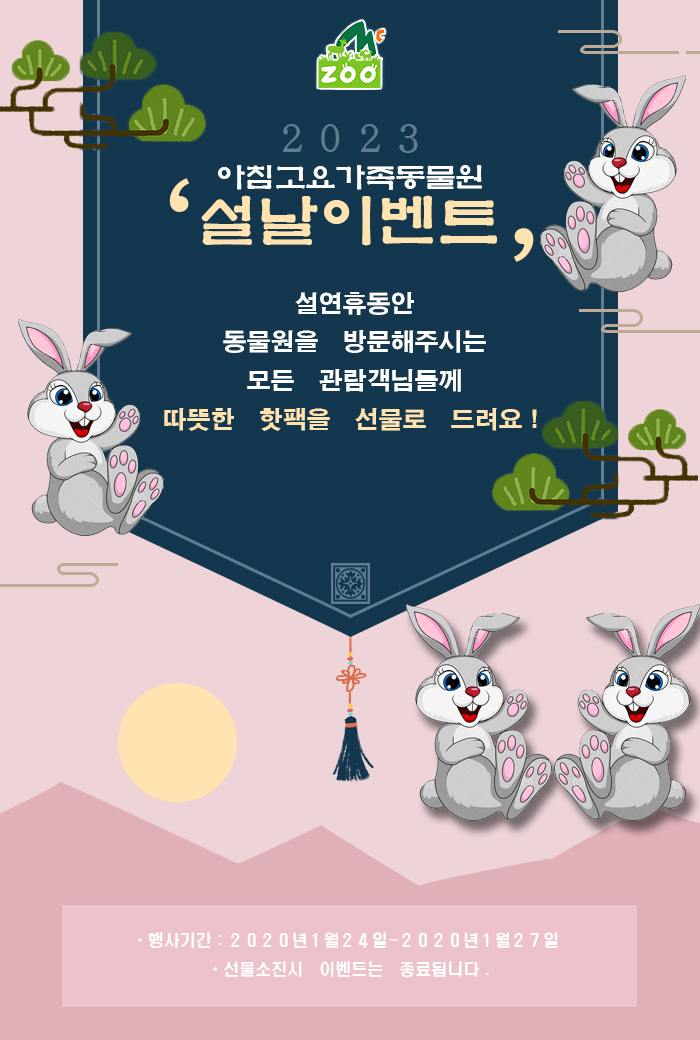 Mc
zoo
2023
아침고요가족동물원
‘설날이벤트,
설연휴동안
동물원을 방문해주시는
모든 관람객님들께
따뜻한 핫팩을 선물로 드려요!
* 행사기간 : 2020년1월24일~2020년1월27일
* 선물소진시 이벤트는 종료됩니다.